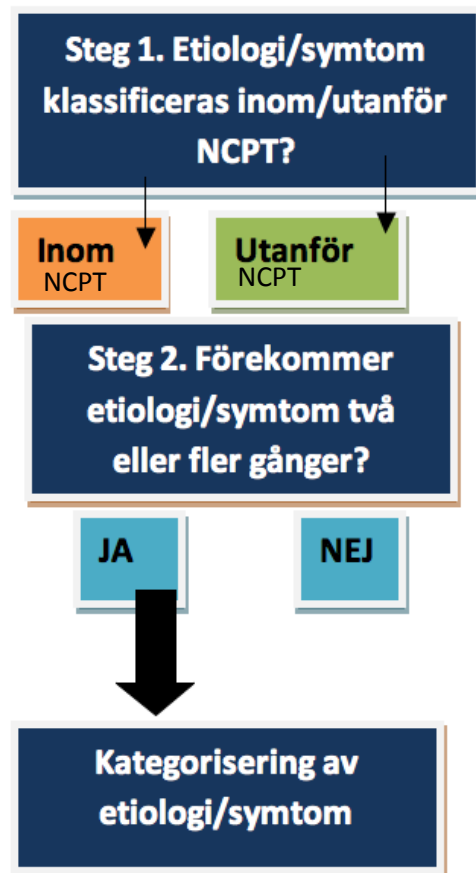 Steg 1. Etiologi/symtom
klassificeras inom/utanför
NCPT?
Inom
NCPT
Utanför
NCPT
Steg 2. Förekommer
etiologi/symtom två
eller fler gånger?
JA
NEJ
Kategorisering av
etiologi/symtom